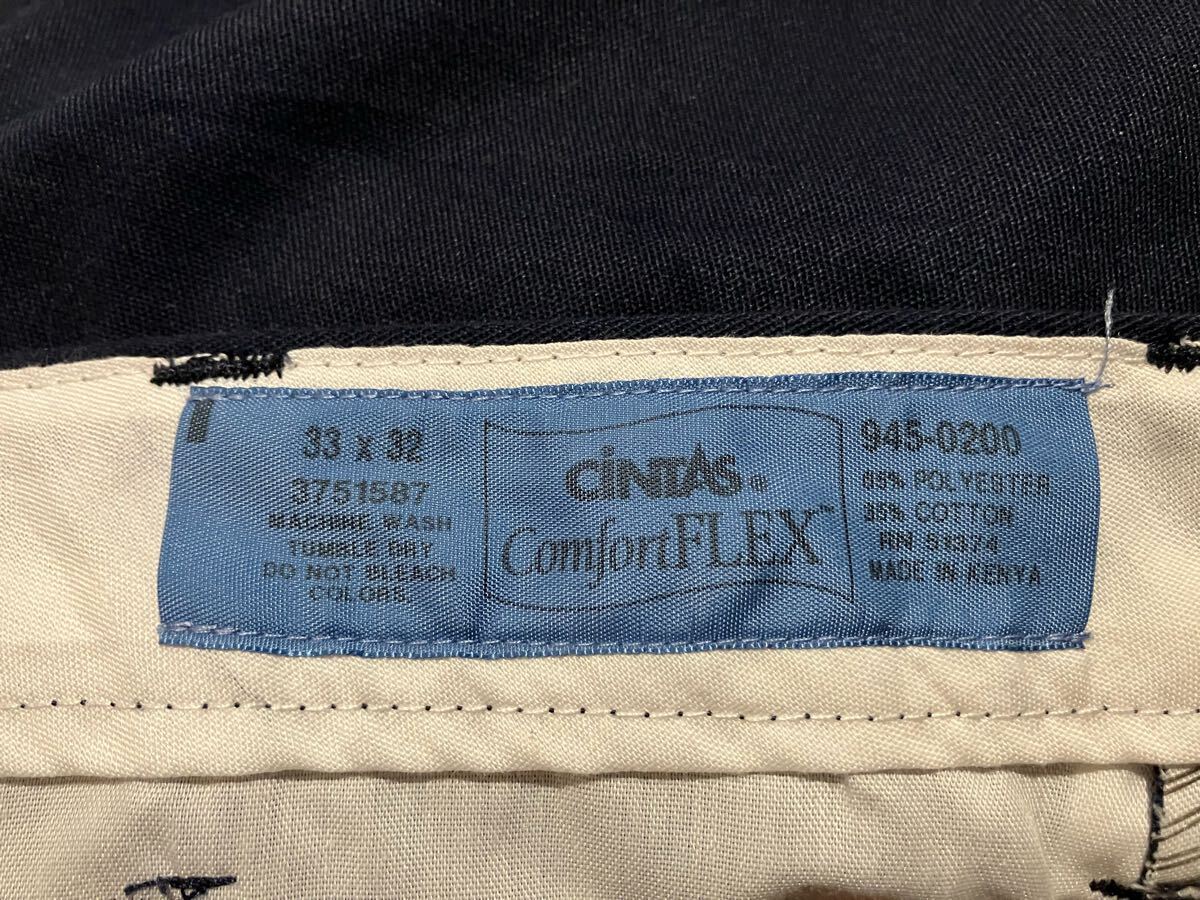 33 x 32
3751587
MACHINE WASH
TUMBLE DRY
DO NOT BLEACH
COLORS.
CINTAS®
ComfortFLEX™
945-0200
65% POLYESTER
35% COTTON
RN 51374
MADE IN KENYA